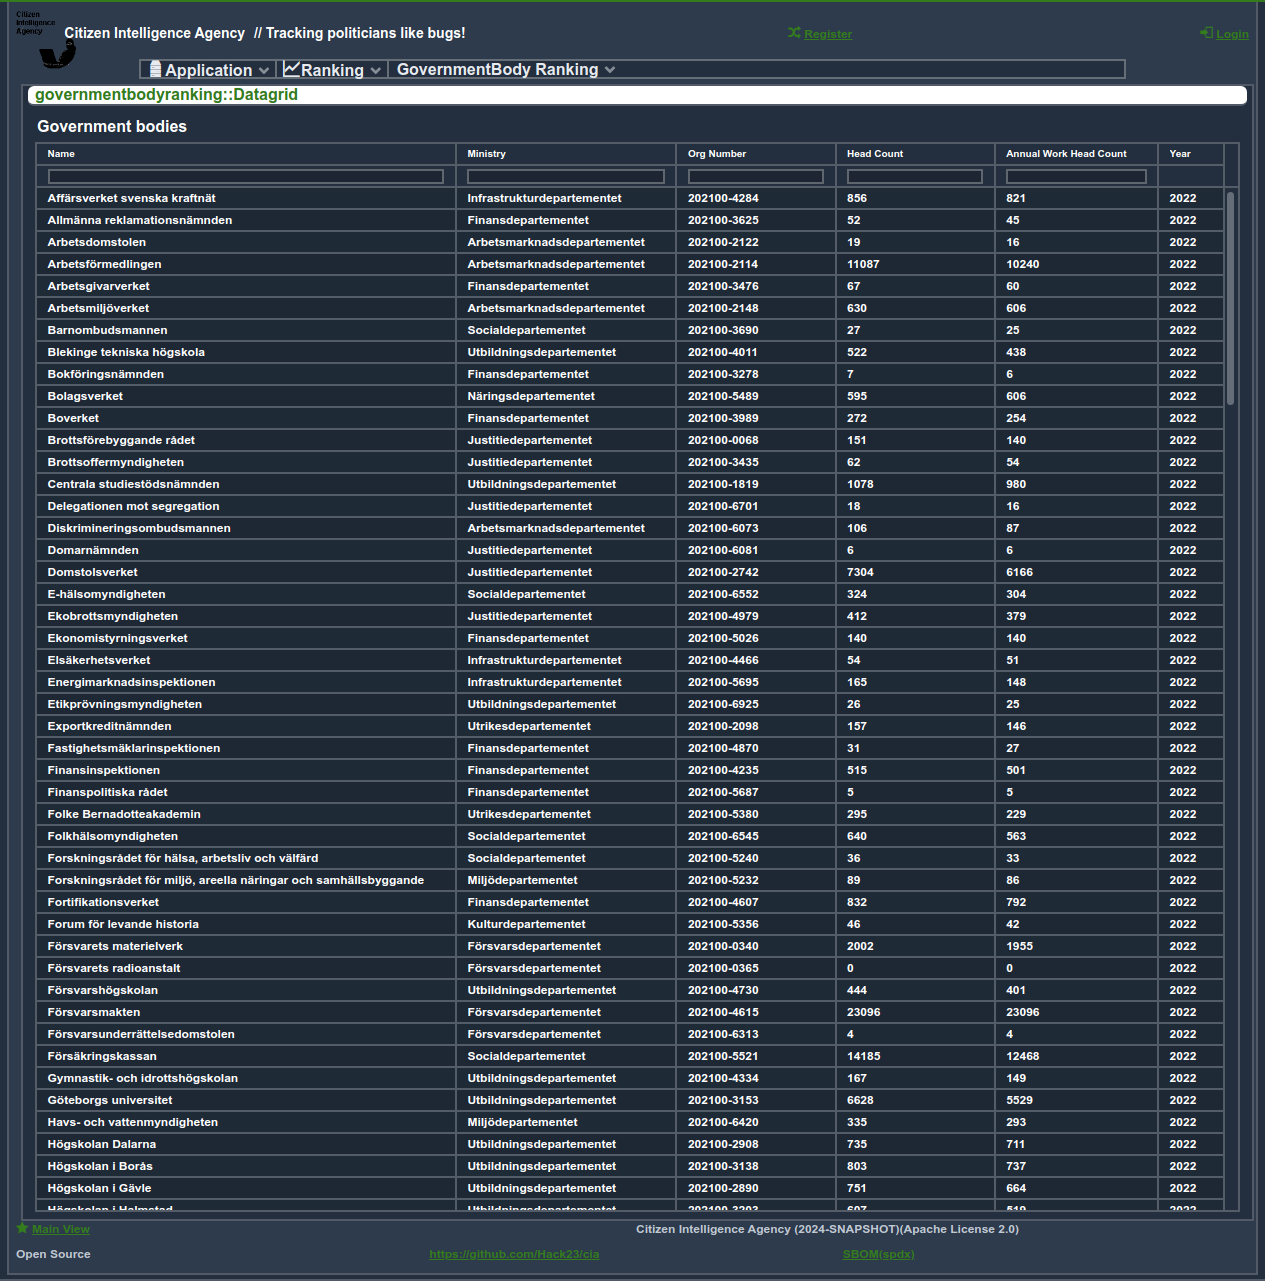 Citizen
Intelligence
Agency
Citizen Intelligence Agency // Tracking politicians like bugs!
Register
Login
Application
Ranking
GovernmentBody Ranking
governmentbodyranking::Datagrid
Government bodies
Name Ministry Org Number Head Count Annual Work Head Count Year
Affärsverket svenska kraftnät Infrastrukturdepartementet 202100-4284 856 821 2022
Allmänna reklamationsnämnden Finansdepartementet 202100-3625 52 45 2022
Arbetsdomstolen Arbetsmarknadsdepartementet 202100-2122 19 16 2022
Arbetsförmedlingen Arbetsmarknadsdepartementet 202100-2114 11087 10240 2022
Arbetsgivarverket Finansdepartementet 202100-3476 67 60 2022
Arbetsmiljöverket Arbetsmarknadsdepartementet 202100-2148 630 606 2022
Barnombudsmannen Socialdepartementet 202100-3690 27 25 2022
Blekinge tekniska högskola Utbildningsdepartementet 202100-4011 522 438 2022
Bokföringsnämnden Finansdepartementet 202100-3278 7 6 2022
Bolagsverket Näringsdepartementet 202100-5489 595 606 2022
Boverket Finansdepartementet 202100-3989 272 254 2022
Brottsförebyggande rådet Justitiedepartementet 202100-0068 151 140 2022
Brottsoffermyndigheten Justitiedepartementet 202100-3435 62 54 2022
Centrala studiestödsnämnden Utbildningsdepartementet 202100-1819 1078 980 2022
Delegationen mot segregation Justitiedepartementet 202100-6701 18 16 2022
Diskrimineringsombudsmannen Arbetsmarknadsdepartementet 202100-6073 106 87 2022
Domarnämnden Justitiedepartementet 202100-6081 6 6 2022
Domstolsverket Justitiedepartementet 202100-2742 7304 6166 2022
E-hälsomyndigheten Socialdepartementet 202100-6552 324 304 2022
Ekobrottsmyndigheten Justitiedepartementet 202100-4979 412 379 2022
Ekonomistyrningsverket Finansdepartementet 202100-5026 140 140 2022
Elsäkerhetsverket Infrastrukturdepartementet 202100-4466 54 51 2022
Energimarknadsinspektionen Infrastrukturdepartementet 202100-5695 165 148 2022
Etikprövningsmyndigheten Utbildningsdepartementet 202100-6925 26 25 2022
Exportkreditnämnden Utrikesdepartementet 202100-2098 157 146 2022
Fastighetsmäklarinspektionen Finansdepartementet 202100-4870 31 27 2022
Finansinspektionen Finansdepartementet 202100-4235 515 501 2022
Finanspolitiska rådet Finansdepartementet 202100-5687 5 5 2022
Folke Bernadotteakademin Utrikesdepartementet 202100-5380 295 229 2022
Folkhälsomyndigheten Socialdepartementet 202100-6545 640 563 2022
Forskningsrådet för hälsa, arbetsliv och välfärd Socialdepartementet 202100-5240 36 33 2022
Forskningsrådet för miljö, areella näringar och samhällsbyggande Miljödepartementet 202100-5232 89 86 2022
Fortifikationsverket Finansdepartementet 202100-4607 832 792 2022
Forum för levande historia Kulturdepartementet 202100-5356 46 42 2022
Försvarets materielverk Försvarsdepartementet 202100-0340 2002 1955 2022
Försvarets radioanstalt Försvarsdepartementet 202100-0365 0 0 2022
Försvarshögskolan Utbildningsdepartementet 202100-4730 444 401 2022
Försvarsmakten Försvarsdepartementet 202100-4615 23096 23096 2022
Försvarsunderrättelsedomstolen Försvarsdepartementet 202100-6313 4 4 2022
Försäkringskassan Socialdepartementet 202100-5521 14185 12468 2022
Gymnastik- och idrottshögskolan Utbildningsdepartementet 202100-4334 167 149 2022
Göteborgs universitet Utbildningsdepartementet 202100-3153 6628 5529 2022
Havs- och vattenmyndigheten Miljödepartementet 202100-6420 335 293 2022
Högskolan Dalarna Utbildningsdepartementet 202100-2908 735 711 2022
Högskolan i Borås Utbildningsdepartementet 202100-3138 803 737 2022
Högskolan i Gävle Utbildningsdepartementet 202100-2890 751 664 2022
Högskolan i Halmstad Utbildningsdepartementet 202100-3203 607 519 2022
Main View
Citizen Intelligence Agency (2024-SNAPSHOT)(Apache License 2.0)
Open Source
https://github.com/Hack23/cia
SBOM(spdx)